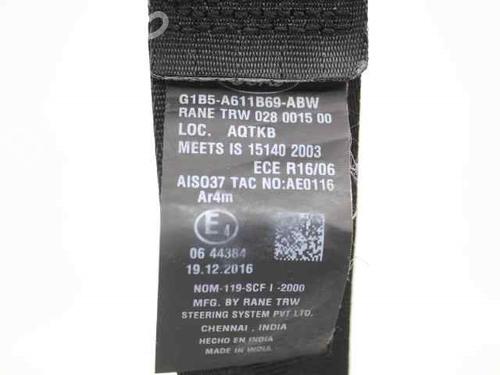 G1B5-A611B69-ABW
RANE TRW 028 0015 00
LOC. AQTKB
MEETS IS 15140 2003
ECE R16/06
AISO37 TAC NO:AE0116
Ar4m
E4
06 44384
19.12.2016
NOM-119-SCF I -2000
MFG. BY RANE TRW
STEERING SYSTEM PVT LTD.
CHENNAI , INDIA
HECHO EN INDIA
MADE IN INDIA